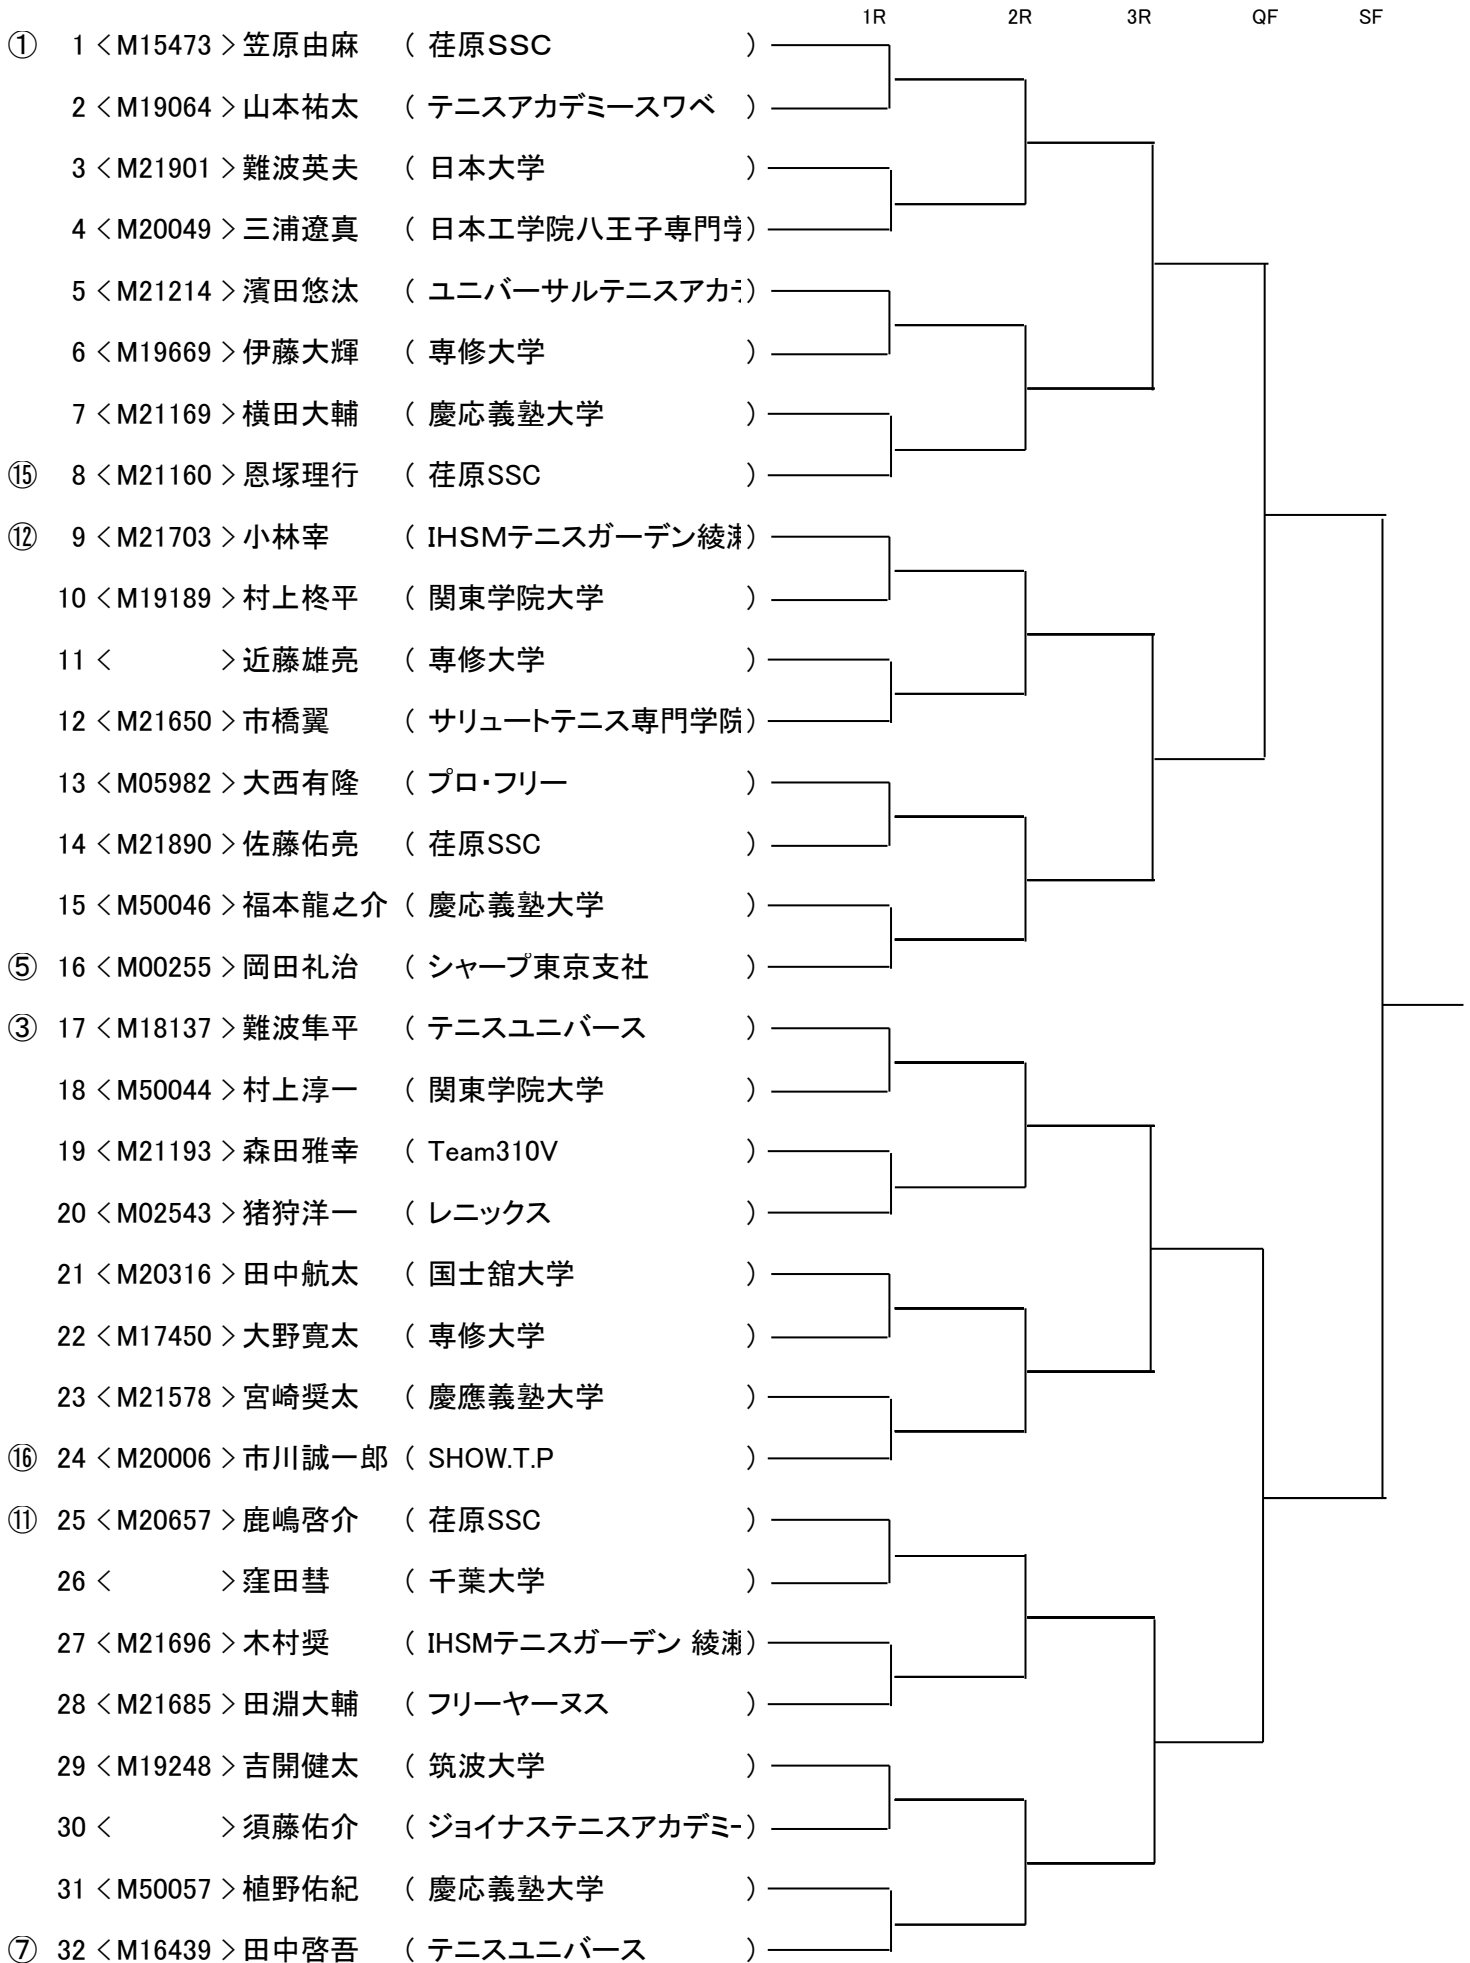 1R 2R 3R QF SF
① 1 < M15473 > 笠原由麻 ( 荏原SSC )
2 < M19064 > 山本祐太 ( テニスアカデミースワベ )
3 < M21901 > 難波英夫 ( 日本大学 )
4 < M20049 > 三浦遼真 ( 日本工学院八王子専門学 )
5 < M21214 > 濱田悠汰 ( ユニバーサルテニスアカデ )
6 < M19669 > 伊藤大輝 ( 専修大学 )
7 < M21169 > 横田大輔 ( 慶応義塾大学 )
⑮ 8 < M21160 > 恩塚理行 ( 荏原SSC )
⑫ 9 < M21703 > 小林宰 ( IHSMテニスガーデン綾瀬 )
10 < M19189 > 村上柊平 ( 関東学院大学 )
11 < > 近藤雄亮 ( 専修大学 )
12 < M21650 > 市橋翼 ( サリュートテニス専門学院 )
13 < M05982 > 大西有隆 ( プロ・フリー )
14 < M21890 > 佐藤佑亮 ( 荏原SSC )
15 < M50046 > 福本龍之介 ( 慶応義塾大学 )
⑤ 16 < M00255 > 岡田礼治 ( シャープ東京支社 )
③ 17 < M18137 > 難波隼平 ( テニスユニバース )
18 < M50044 > 村上淳一 ( 関東学院大学 )
19 < M21193 > 森田雅幸 ( Team310V )
20 < M02543 > 猪狩洋一 ( レニックス )
21 < M20316 > 田中航太 ( 国士舘大学 )
22 < M17450 > 大野寛太 ( 専修大学 )
23 < M21578 > 宮崎奨太 ( 慶應義塾大学 )
⑯ 24 < M20006 > 市川誠一郎 ( SHOW.T.P )
⑪ 25 < M20657 > 鹿嶋啓介 ( 荏原SSC )
26 < > 窪田彗 ( 千葉大学 )
27 < M21696 > 木村奨 ( IHSMテニスガーデン 綾瀬 )
28 < M21685 > 田淵大輔 ( フリーヤーヌス )
29 < M19248 > 吉開健太 ( 筑波大学 )
30 < > 須藤佑介 ( ジョイナステニスアカデミー )
31 < M50057 > 植野佑紀 ( 慶応義塾大学 )
⑦ 32 < M16439 > 田中啓吾 ( テニスユニバース )